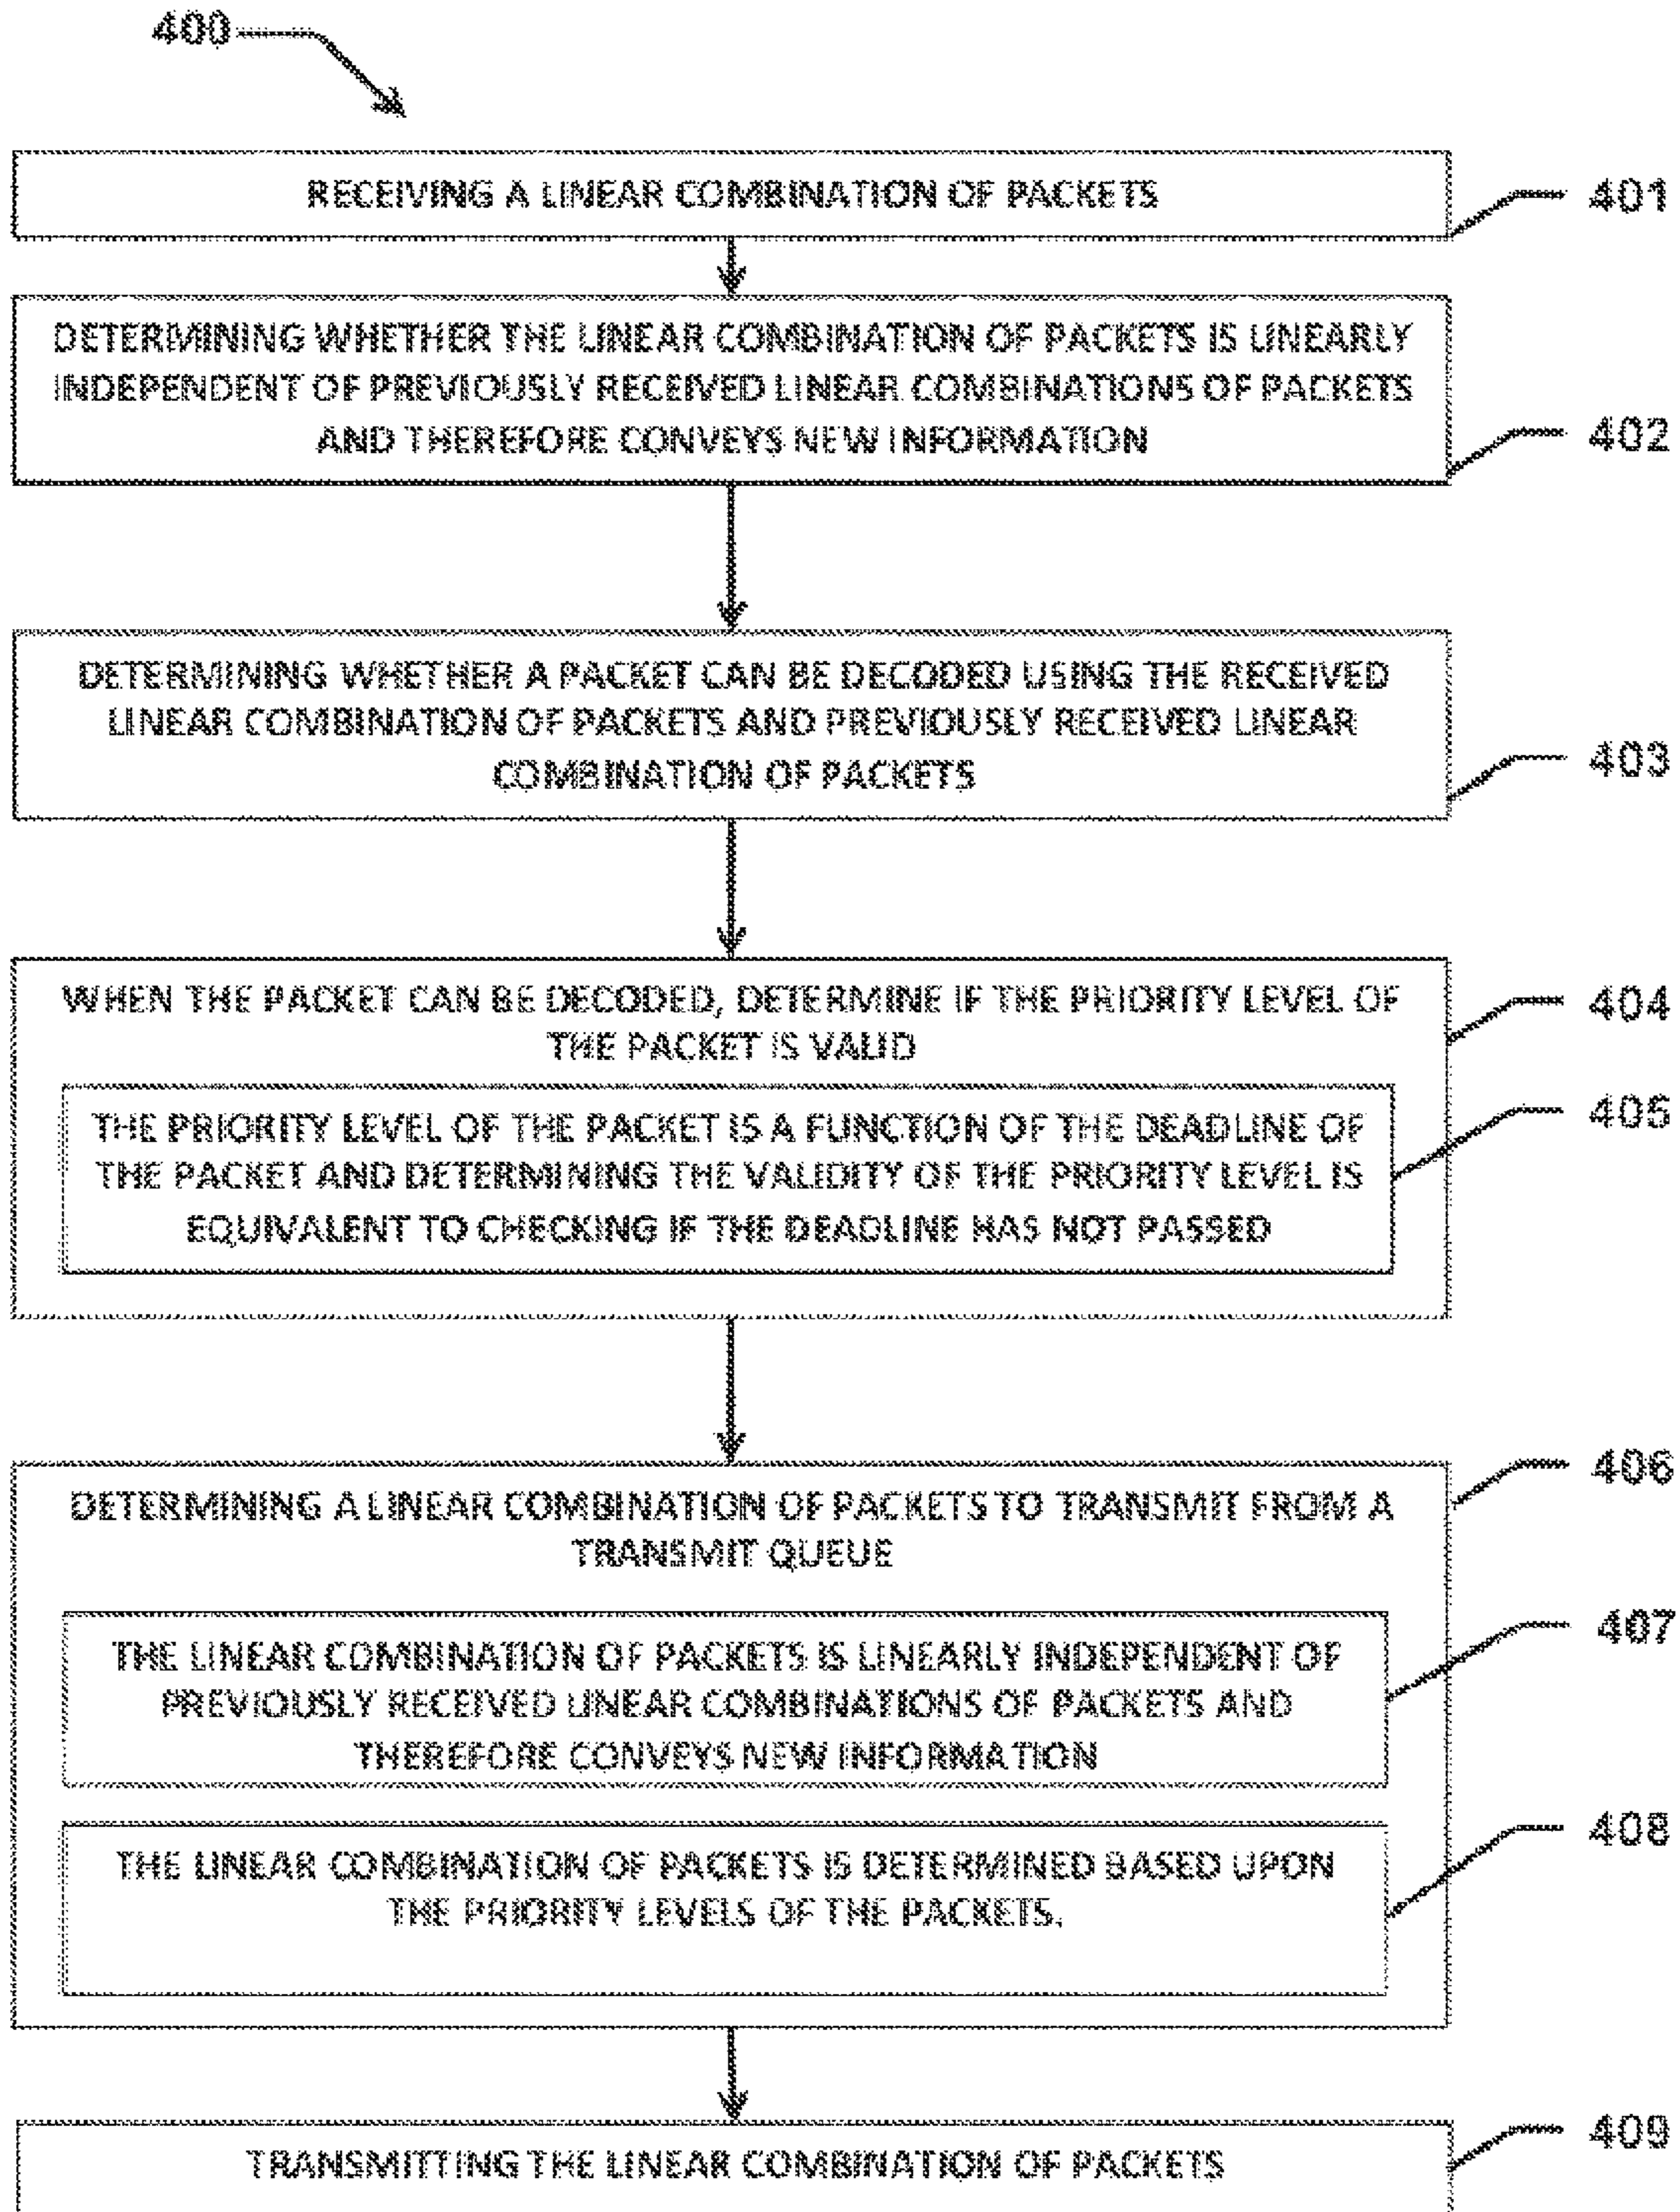 400
RECEIVING A LINEAR COMBINATION OF PACKETS
401
DETERMINING WHETHER THE LINEAR COMBINATION OF PACKETS IS LINEARLY
INDEPENDENT OF PREVIOUSLY RECEIVED LINEAR COMBINATIONS OF PACKETS
AND THEREFORE CONVEYS NEW INFORMATION
402
DETERMINING WHETHER A PACKET CAN BE DECODED USING THE RECEIVED
LINEAR COMBINATION OF PACKETS AND PREVIOUSLY RECEIVED LINEAR
COMBINATION OF PACKETS
403
WHEN THE PACKET CAN BE DECODED, DETERMINE IF THE PRIORITY LEVEL OF
THE PACKET IS VALID
404
THE PRIORITY LEVEL OF THE PACKET IS A FUNCTION OF THE DEADLINE OF
THE PACKET AND DETERMINING THE VALIDITY OF THE PRIORITY LEVEL IS
EQUIVALENT TO CHECKING IF THE DEADLINE HAS NOT PASSED
405
DETERMINING A LINEAR COMBINATION OF PACKETS TO TRANSMIT FROM A
TRANSMIT QUEUE
406
THE LINEAR COMBINATION OF PACKETS IS LINEARLY INDEPENDENT OF
PREVIOUSLY RECEIVED LINEAR COMBINATIONS OF PACKETS AND
THEREFORE CONVEYS NEW INFORMATION
407
THE LINEAR COMBINATION OF PACKETS IS DETERMINED BASED UPON
THE PRIORITY LEVELS OF THE PACKETS.
408
TRANSMITTING THE LINEAR COMBINATION OF PACKETS
409